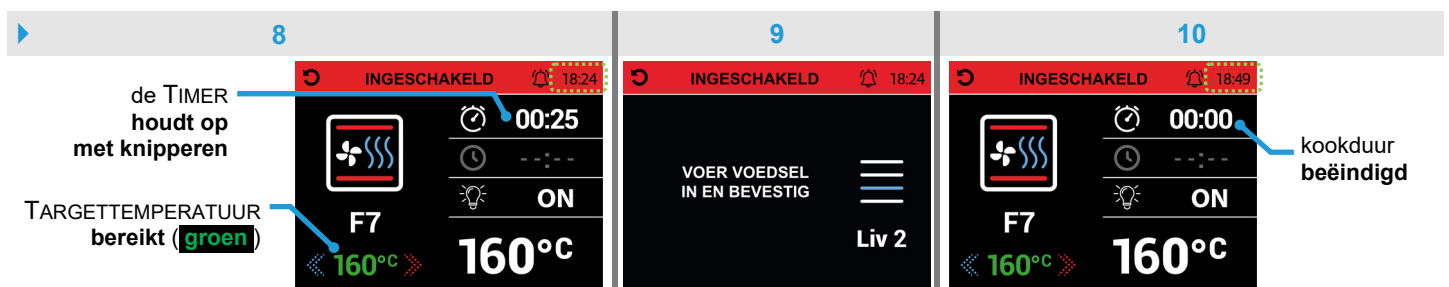 8
9
10
de TIMER
houdt op
met knipperen
TARGETTEMPERATUUR
bereikt (groen)
INGESCHAKELD 18:24
00:25
--:--
ON
F7
160°C
160°C
INGESCHAKELD 18:24
VOER VOEDSEL
IN EN BEVESTIG
Liv 2
INGESCHAKELD 18:49
00:00
--:--
ON
F7
160°C
160°C
kookduur
beëindigd